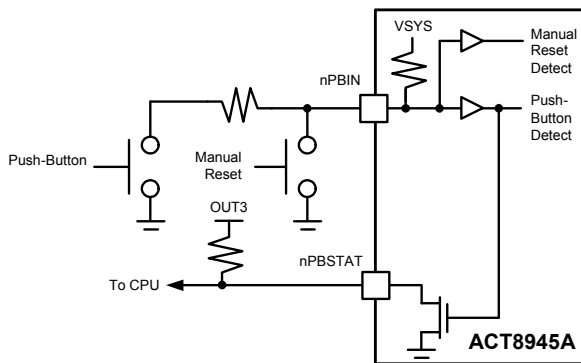 VSYS
Manual
Reset
Detect
nPBIN
Push-
Button
Detect
Push-Button
Manual
Reset
OUT3
nPBSTAT
To CPU
ACT8945A